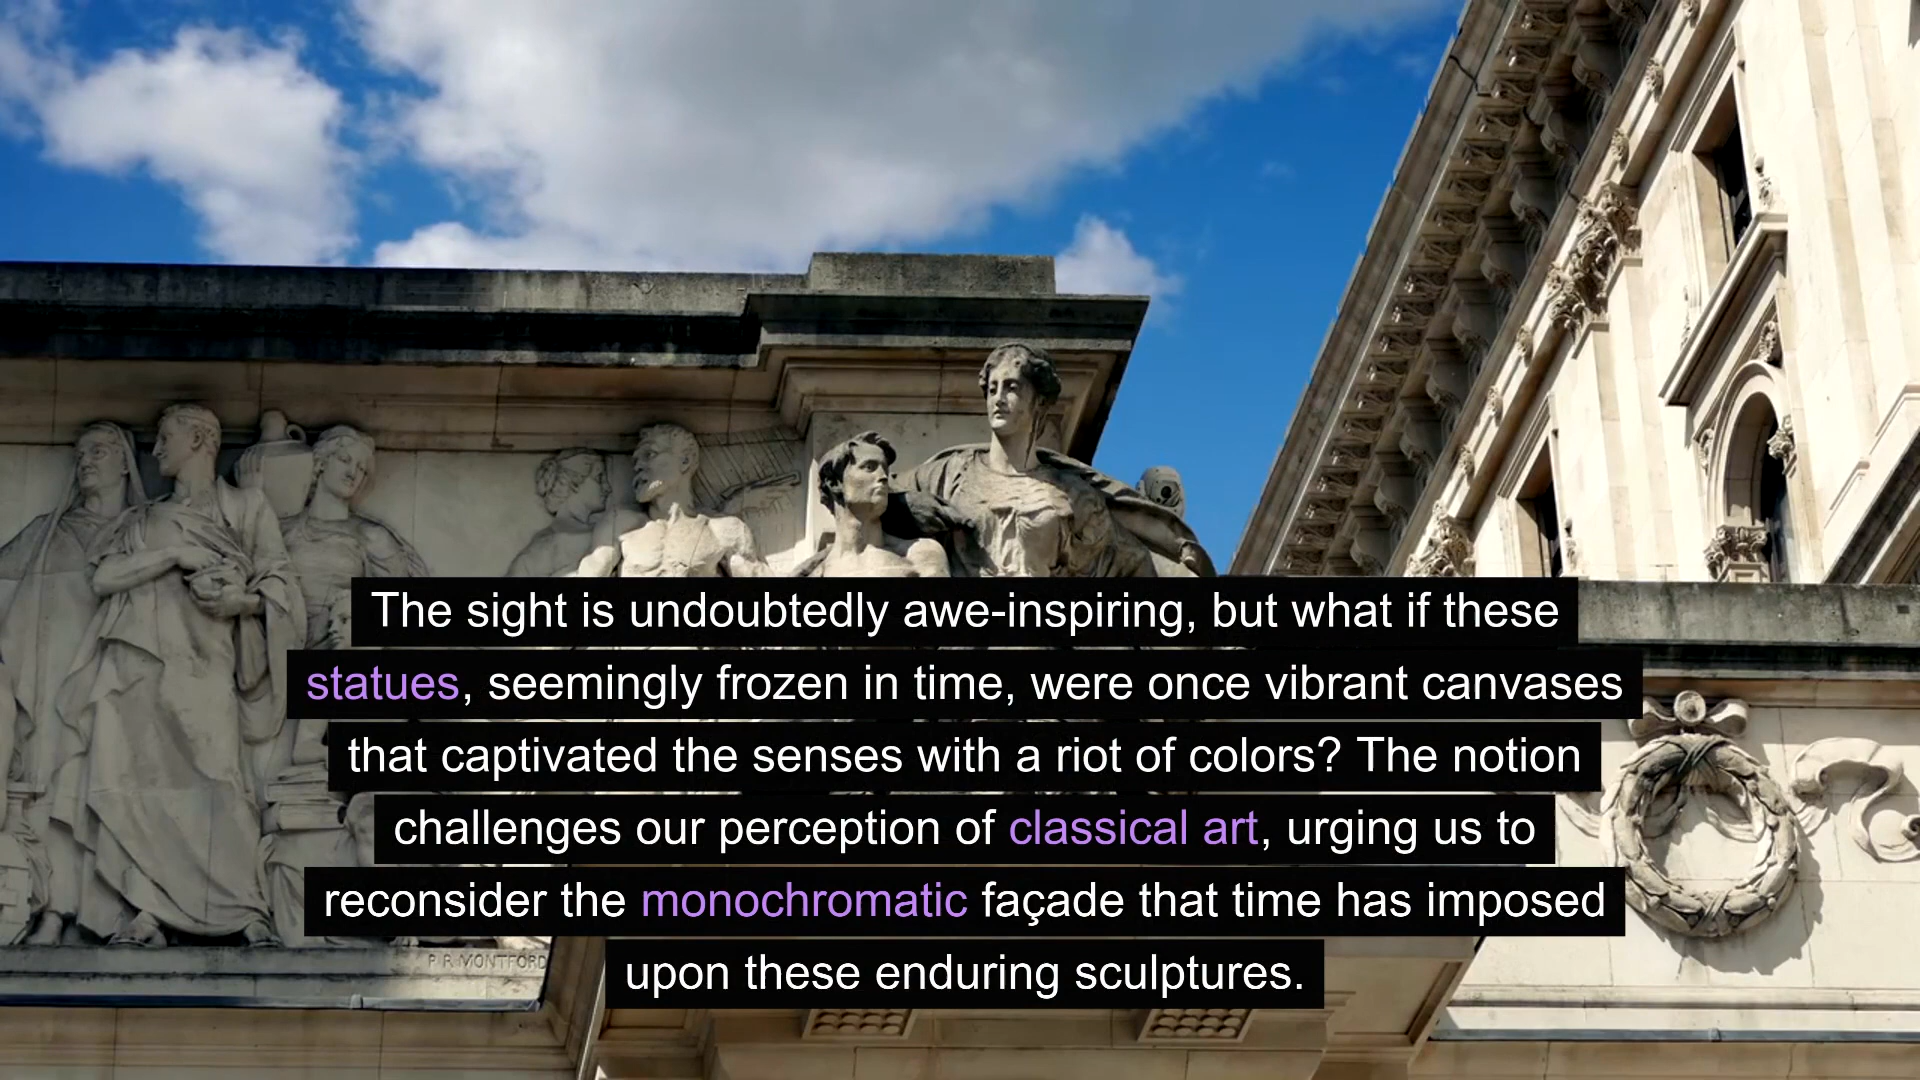 The sight is undoubtedly awe-inspiring, but what if these
statues, seemingly frozen in time, were once vibrant canvases
that captivated the senses with a riot of colors? The notion
challenges our perception of classical art, urging us to
reconsider the monochromatic façade that time has imposed
upon these enduring sculptures.
P R MONTFORD